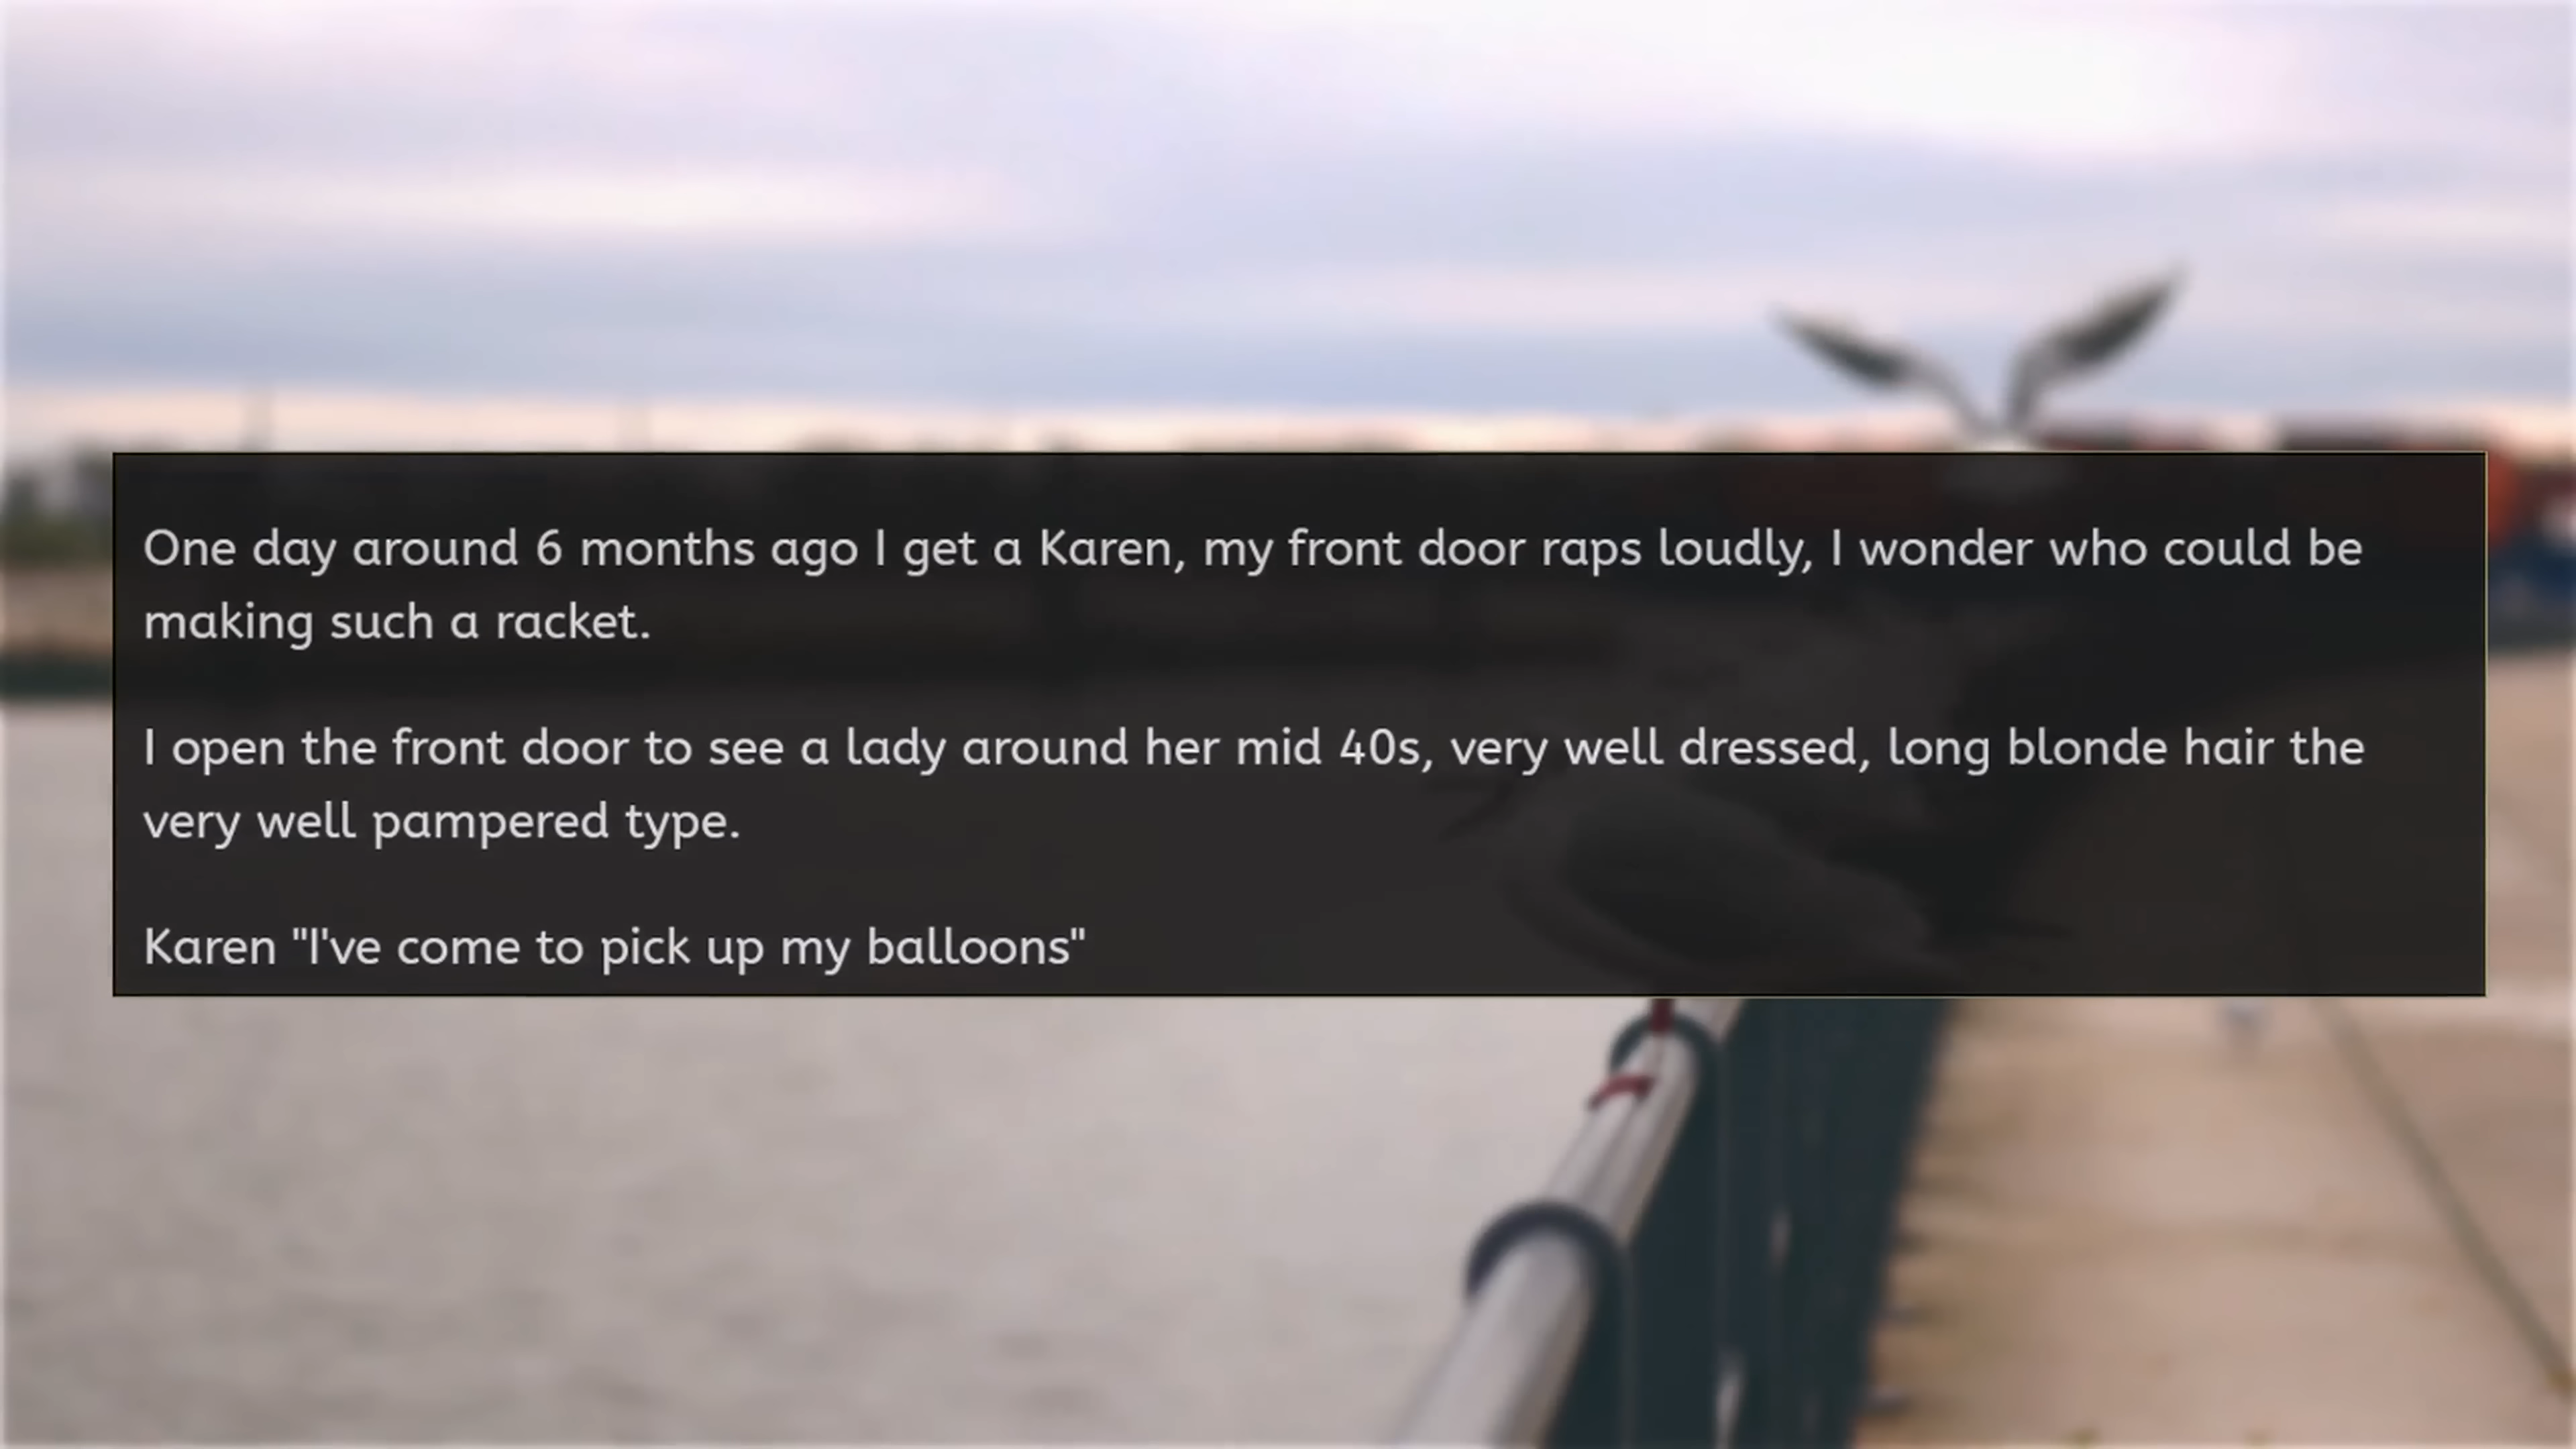 One day around 6 months ago I get a Karen, my front door raps loudly, I wonder who could be
making such a racket.
I open the front door to see a lady around her mid 40s, very well dressed, long blonde hair the
very well pampered type.
Karen "I've come to pick up my balloons"